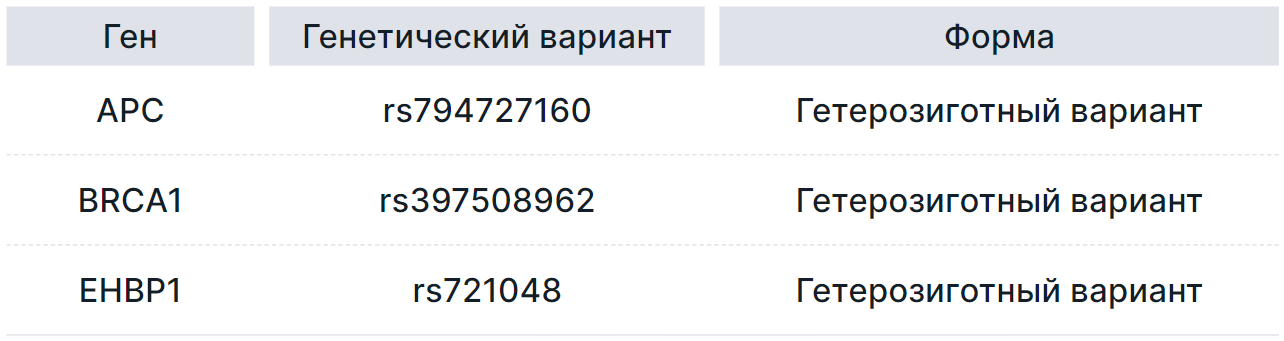 Ген Генетический вариант Форма
APC rs794727160 Гетерозиготный вариант
BRCA1 rs397508962 Гетерозиготный вариант
EHBP1 rs721048 Гетерозиготный вариант